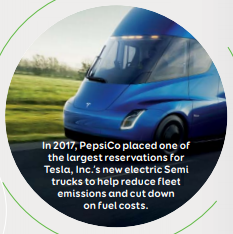 In 2017, PepsiCo placed one of
the largest reservations for
Tesla, Inc.'s new electric Semi
trucks to help reduce fleet
emissions and cut down
on fuel costs.